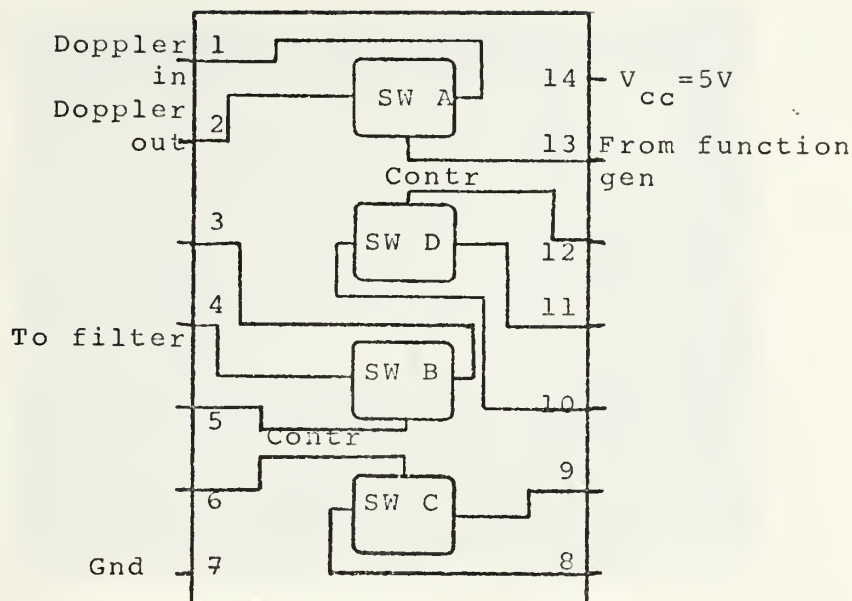 Doppler in
1
Doppler out
2
SW A
14 Vcc=5V
13 From function gen
Contr
SW D
12
3
11
4
To filter
SW B
10
5
Contr
9
6
SW C
Gnd 7
8